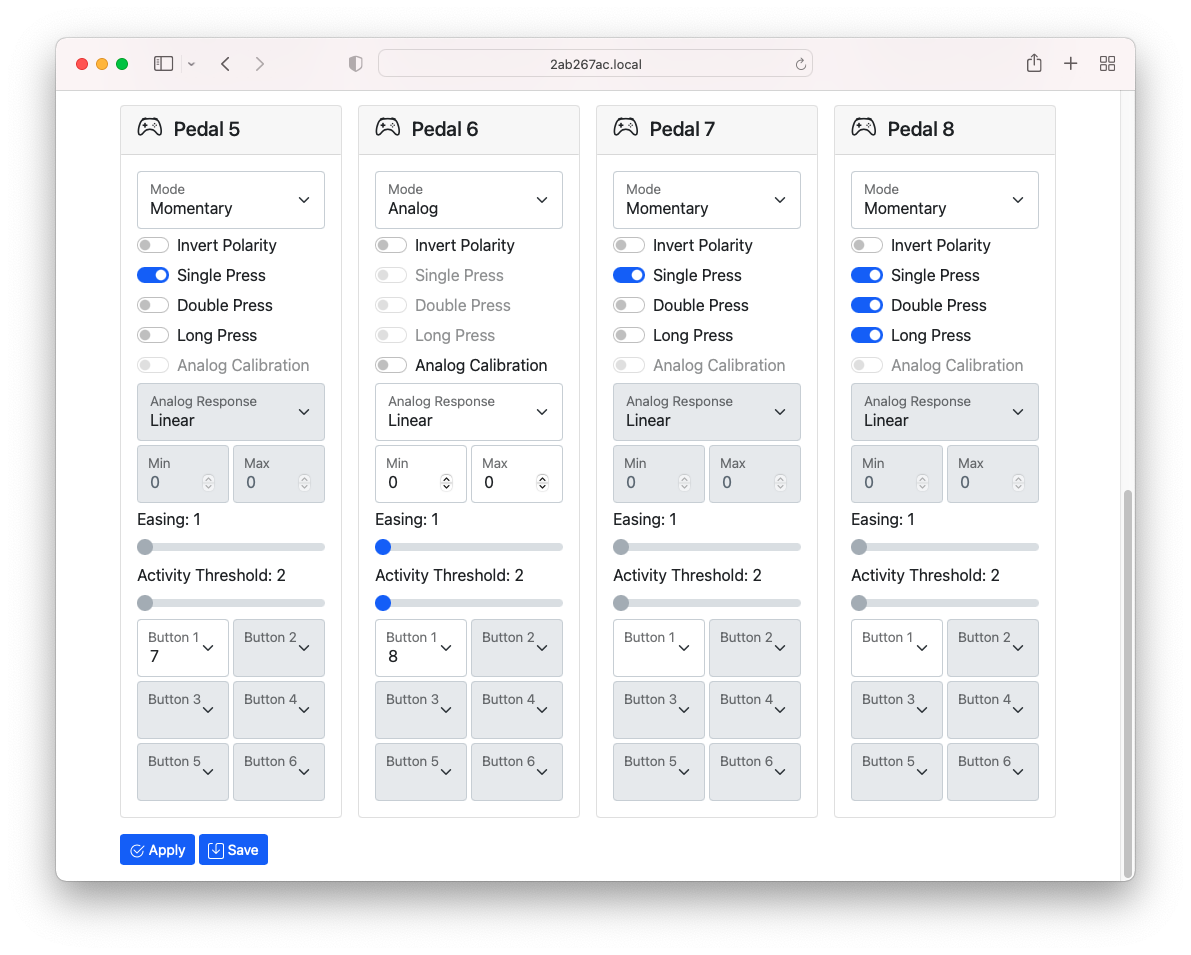 2ab267ac.local
Pedal 5
Mode
Momentary
Invert Polarity
Single Press
Double Press
Long Press
Analog Calibration
Analog Response
Linear
Min Max
0 0
Easing: 1
Activity Threshold: 2
Button 1 Button 2
7
Button 3 Button 4
Button 5 Button 6
Pedal 6
Mode
Analog
Invert Polarity
Single Press
Double Press
Long Press
Analog Calibration
Analog Response
Linear
Min Max
0 0
Easing: 1
Activity Threshold: 2
Button 1 Button 2
8
Button 3 Button 4
Button 5 Button 6
Pedal 7
Mode
Momentary
Invert Polarity
Single Press
Double Press
Long Press
Analog Calibration
Analog Response
Linear
Min Max
0 0
Easing: 1
Activity Threshold: 2
Button 1 Button 2
Button 3 Button 4
Button 5 Button 6
Pedal 8
Mode
Momentary
Invert Polarity
Single Press
Double Press
Long Press
Analog Calibration
Analog Response
Linear
Min Max
0 0
Easing: 1
Activity Threshold: 2
Button 1 Button 2
Button 3 Button 4
Button 5 Button 6
Apply Save